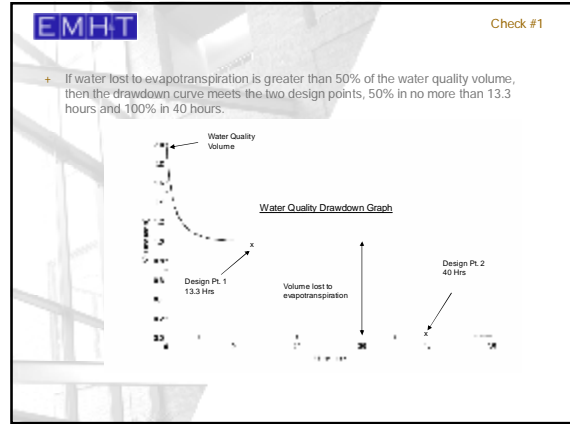 EMHT
Check #1
+ If water lost to evapotranspiration is greater than 50% of the water quality volume,
then the drawdown curve meets the two design points, 50% in no more than 13.3
hours and 100% in 40 hours.
Water Quality
Volume
Water Quality Drawdown Graph
x
Design Pt. 1
13.3 Hrs
Volume lost to
evapotranspiration
Design Pt. 2
40 Hrs
x